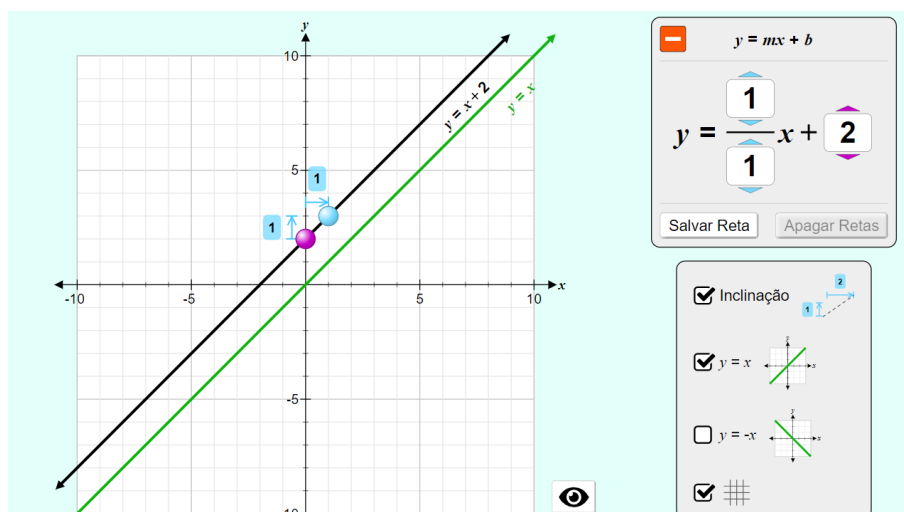 y
10
y = x + 2
y = x
5
1
1
-10
-5
5
10
x
-5
-10
y = mx + b
y = 1/1 x + 2
Salvar Reta
Apagar Retas
Inclinação
2
1
y = x
y
x
y = -x
y
x